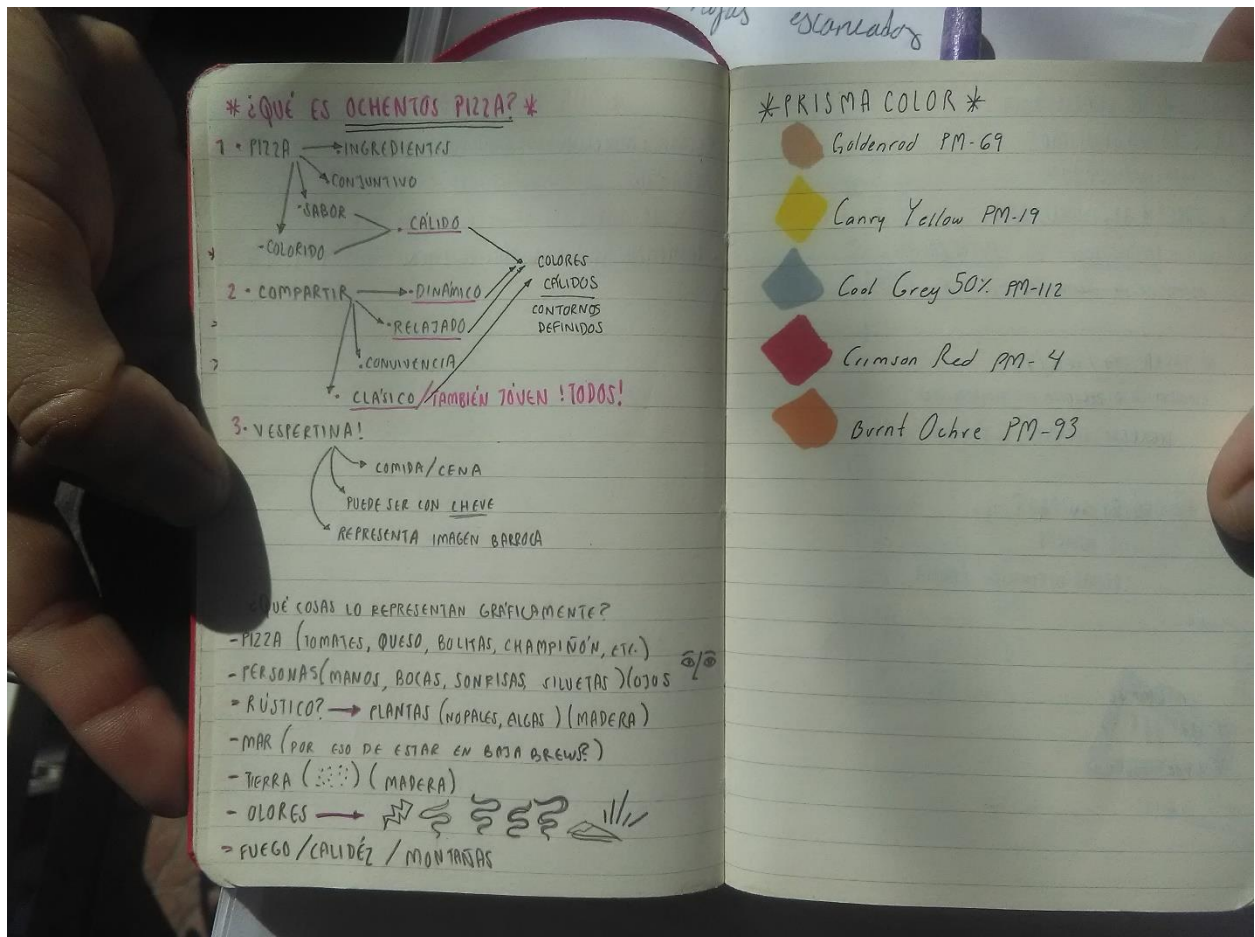 hojas escaneadas
* ¿QUÉ ES OCHENTOS PIZZA? *
1 • PIZZA → INGREDIENTES
CONJUNTIVO
• SABOR
• CÁLIDO
- COLORIDO
COLORES
CÁLIDOS
CONTORNOS
DEFINIDOS
2 • COMPARTIR → • DINÁMICO
• RELAJADO
• CONVIVENCIA
• CLÁSICO / TAMBIÉN JÓVEN ! TODOS!
3 • VESPERTINA!
COMIDA/CENA
PUEDE SER CON CHEVE
REPRESENTA IMAGÉN BARROCA
¿QUÉ COSAS LO REPRESENTAN GRÁFICAMENTE?
- PIZZA (TOMATES, QUESO, BOLITAS, CHAMPIÑÓN, ETC.)
- PERSONAS (MANOS, BOCAS, SONRISAS, SILUETAS) (OJOS
- RÚSTICO? → PLANTAS (NOPALES, ALGAS) (MADERA)
- MAR (POR ESO DE ESTAR EN BAJA BREWS?)
- TIERRA ( ) (MADERA)
- OLORES →
- FUEGO / CALIDÉZ / MONTAÑAS
* PRISMA COLOR *
Goldenrod PM-69
Canry Yellow PM-19
Cool Grey 50% PM-112
Crimson Red PM-4
Burnt Ochre PM-93